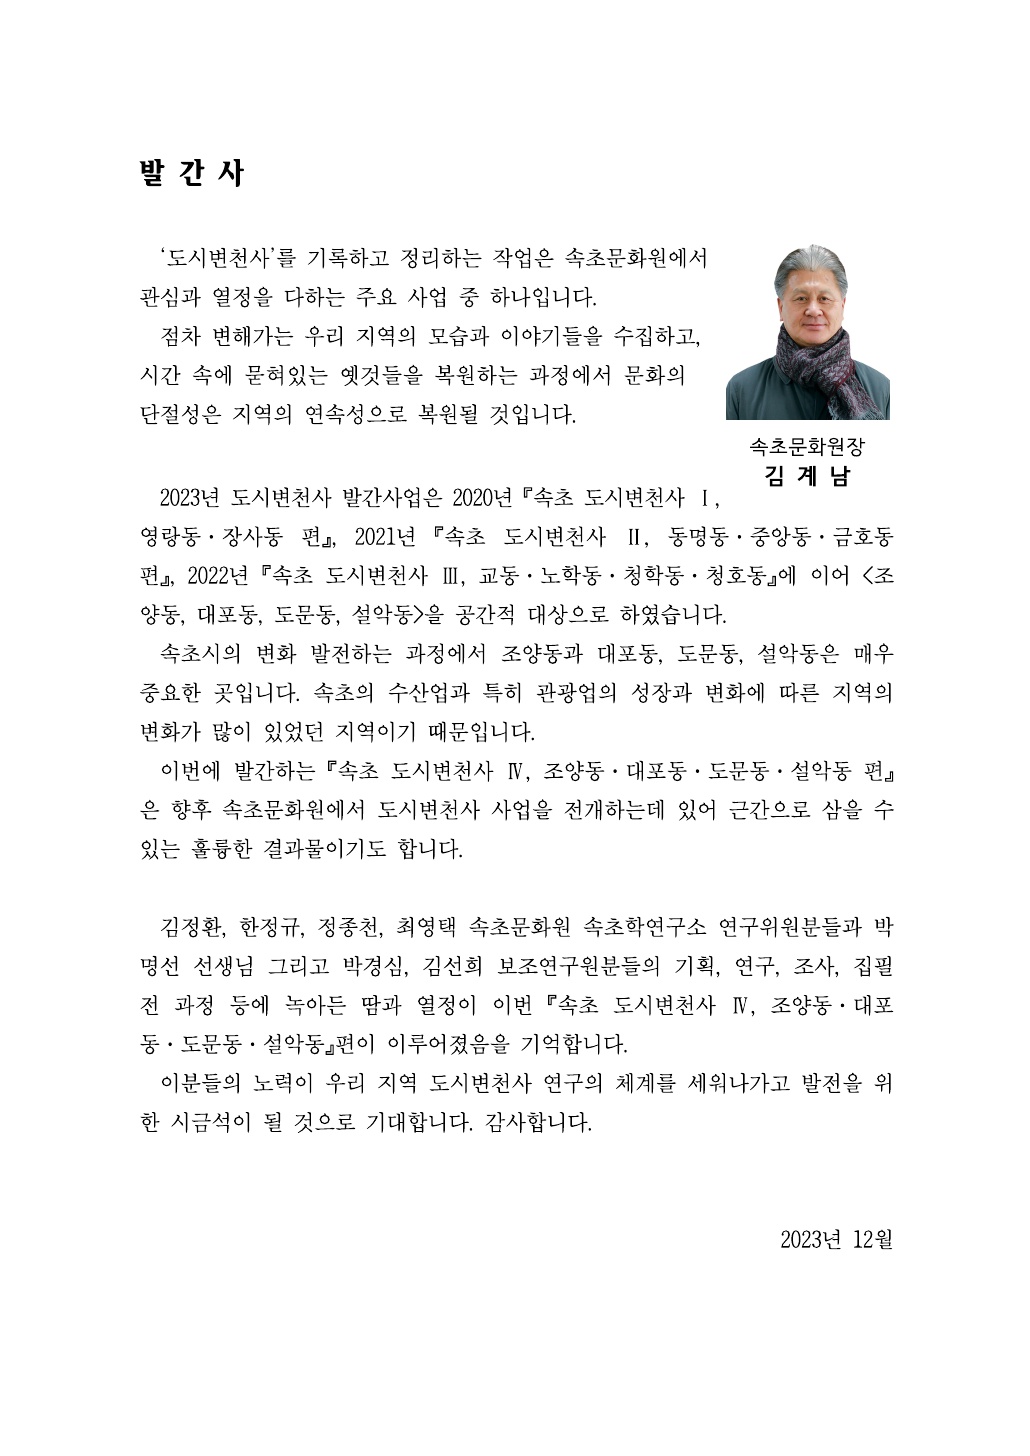 발 간 사
‘도시변천사’를 기록하고 정리하는 작업은 속초문화원에서
관심과 열정을 다하는 주요 사업 중 하나입니다.
점차 변해가는 우리 지역의 모습과 이야기들을 수집하고,
시간 속에 묻혀있는 옛것들을 복원하는 과정에서 문화의
단절성은 지역의 연속성으로 복원될 것입니다.
속초문화원장
김 계 남
2023년 도시변천사 발간사업은 2020년『속초 도시변천사 Ⅰ,
영랑동·장사동 편』, 2021년 『속초 도시변천사 Ⅱ, 동명동·중앙동·금호동
편』, 2022년『속초 도시변천사 Ⅲ, 교동·노학동·청학동·청호동』에 이어 <조
양동, 대포동, 도문동, 설악동>을 공간적 대상으로 하였습니다.
속초시의 변화 발전하는 과정에서 조양동과 대포동, 도문동, 설악동은 매우
중요한 곳입니다. 속초의 수산업과 특히 관광업의 성장과 변화에 따른 지역의
변화가 많이 있었던 지역이기 때문입니다.
이번에 발간하는『속초 도시변천사 Ⅳ, 조양동·대포동·도문동·설악동 편』
은 향후 속초문화원에서 도시변천사 사업을 전개하는데 있어 근간으로 삼을 수
있는 훌륭한 결과물이기도 합니다.
김정환, 한정규, 정종천, 최영택 속초문화원 속초학연구소 연구위원분들과 박
명선 선생님 그리고 박경심, 김선희 보조연구원분들의 기획, 연구, 조사, 집필
전 과정 등에 녹아든 땀과 열정이 이번『속초 도시변천사 Ⅳ, 조양동·대포
동·도문동·설악동』편이 이루어졌음을 기억합니다.
이분들의 노력이 우리 지역 도시변천사 연구의 체계를 세워나가고 발전을 위
한 시금석이 될 것으로 기대합니다. 감사합니다.
2023년 12월